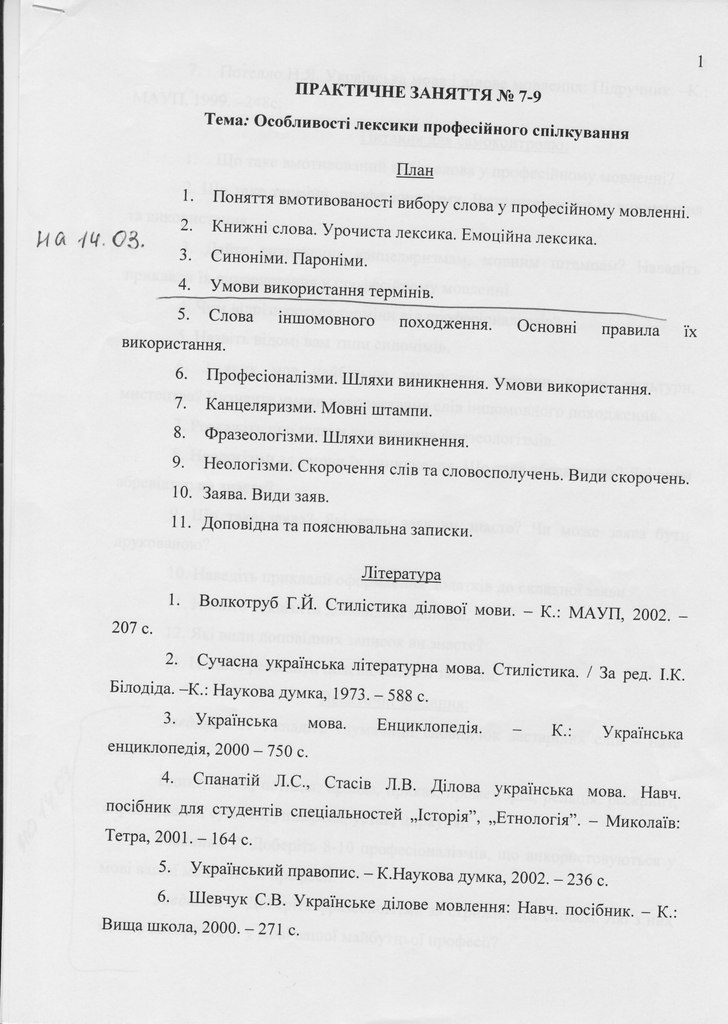 1
ПРАКТИЧНЕ ЗАНЯТТЯ № 7-9
Тема: Особливості лексики професійного спілкування
План
1. Поняття вмотивованості вибору слова у професійному мовленні.
2. Книжні слова. Урочиста лексика. Емоційна лексика.
на 14.03.
3. Синоніми. Пароніми.
4. Умови використання термінів.
5. Слова іншомовного походження. Основні правила їх
використання.
6. Професіоналізми. Шляхи виникнення. Умови використання.
7. Канцеляризми. Мовні штампи.
8. Фразеологізми. Шляхи виникнення.
9. Неологізми. Скорочення слів та словосполучень. Види скорочень.
10. Заява. Види заяв.
11. Доповідна та пояснювальна записки.
Література
1. Волкотруб Г.Й. Стилістика ділової мови. – К.: МАУП, 2002. –
207 с.
2. Сучасна українська літературна мова. Стилістика. / За ред. І.К.
Білодіда. –К.: Наукова думка, 1973. – 588 с.
3. Українська мова. Енциклопедія. – К.: Українська
енциклопедія, 2000 – 750 с.
4. Спанатій Л.С., Стасів Л.В. Ділова українська мова. Навч.
посібник для студентів спеціальностей „Історія”, „Етнологія”. – Миколаїв:
Тетра, 2001. – 164 с.
5. Український правопис. – К.Наукова думка, 2002. – 236 с.
6. Шевчук С.В. Українське ділове мовлення: Навч. посібник. – К.:
Вища школа, 2000. – 271 с.